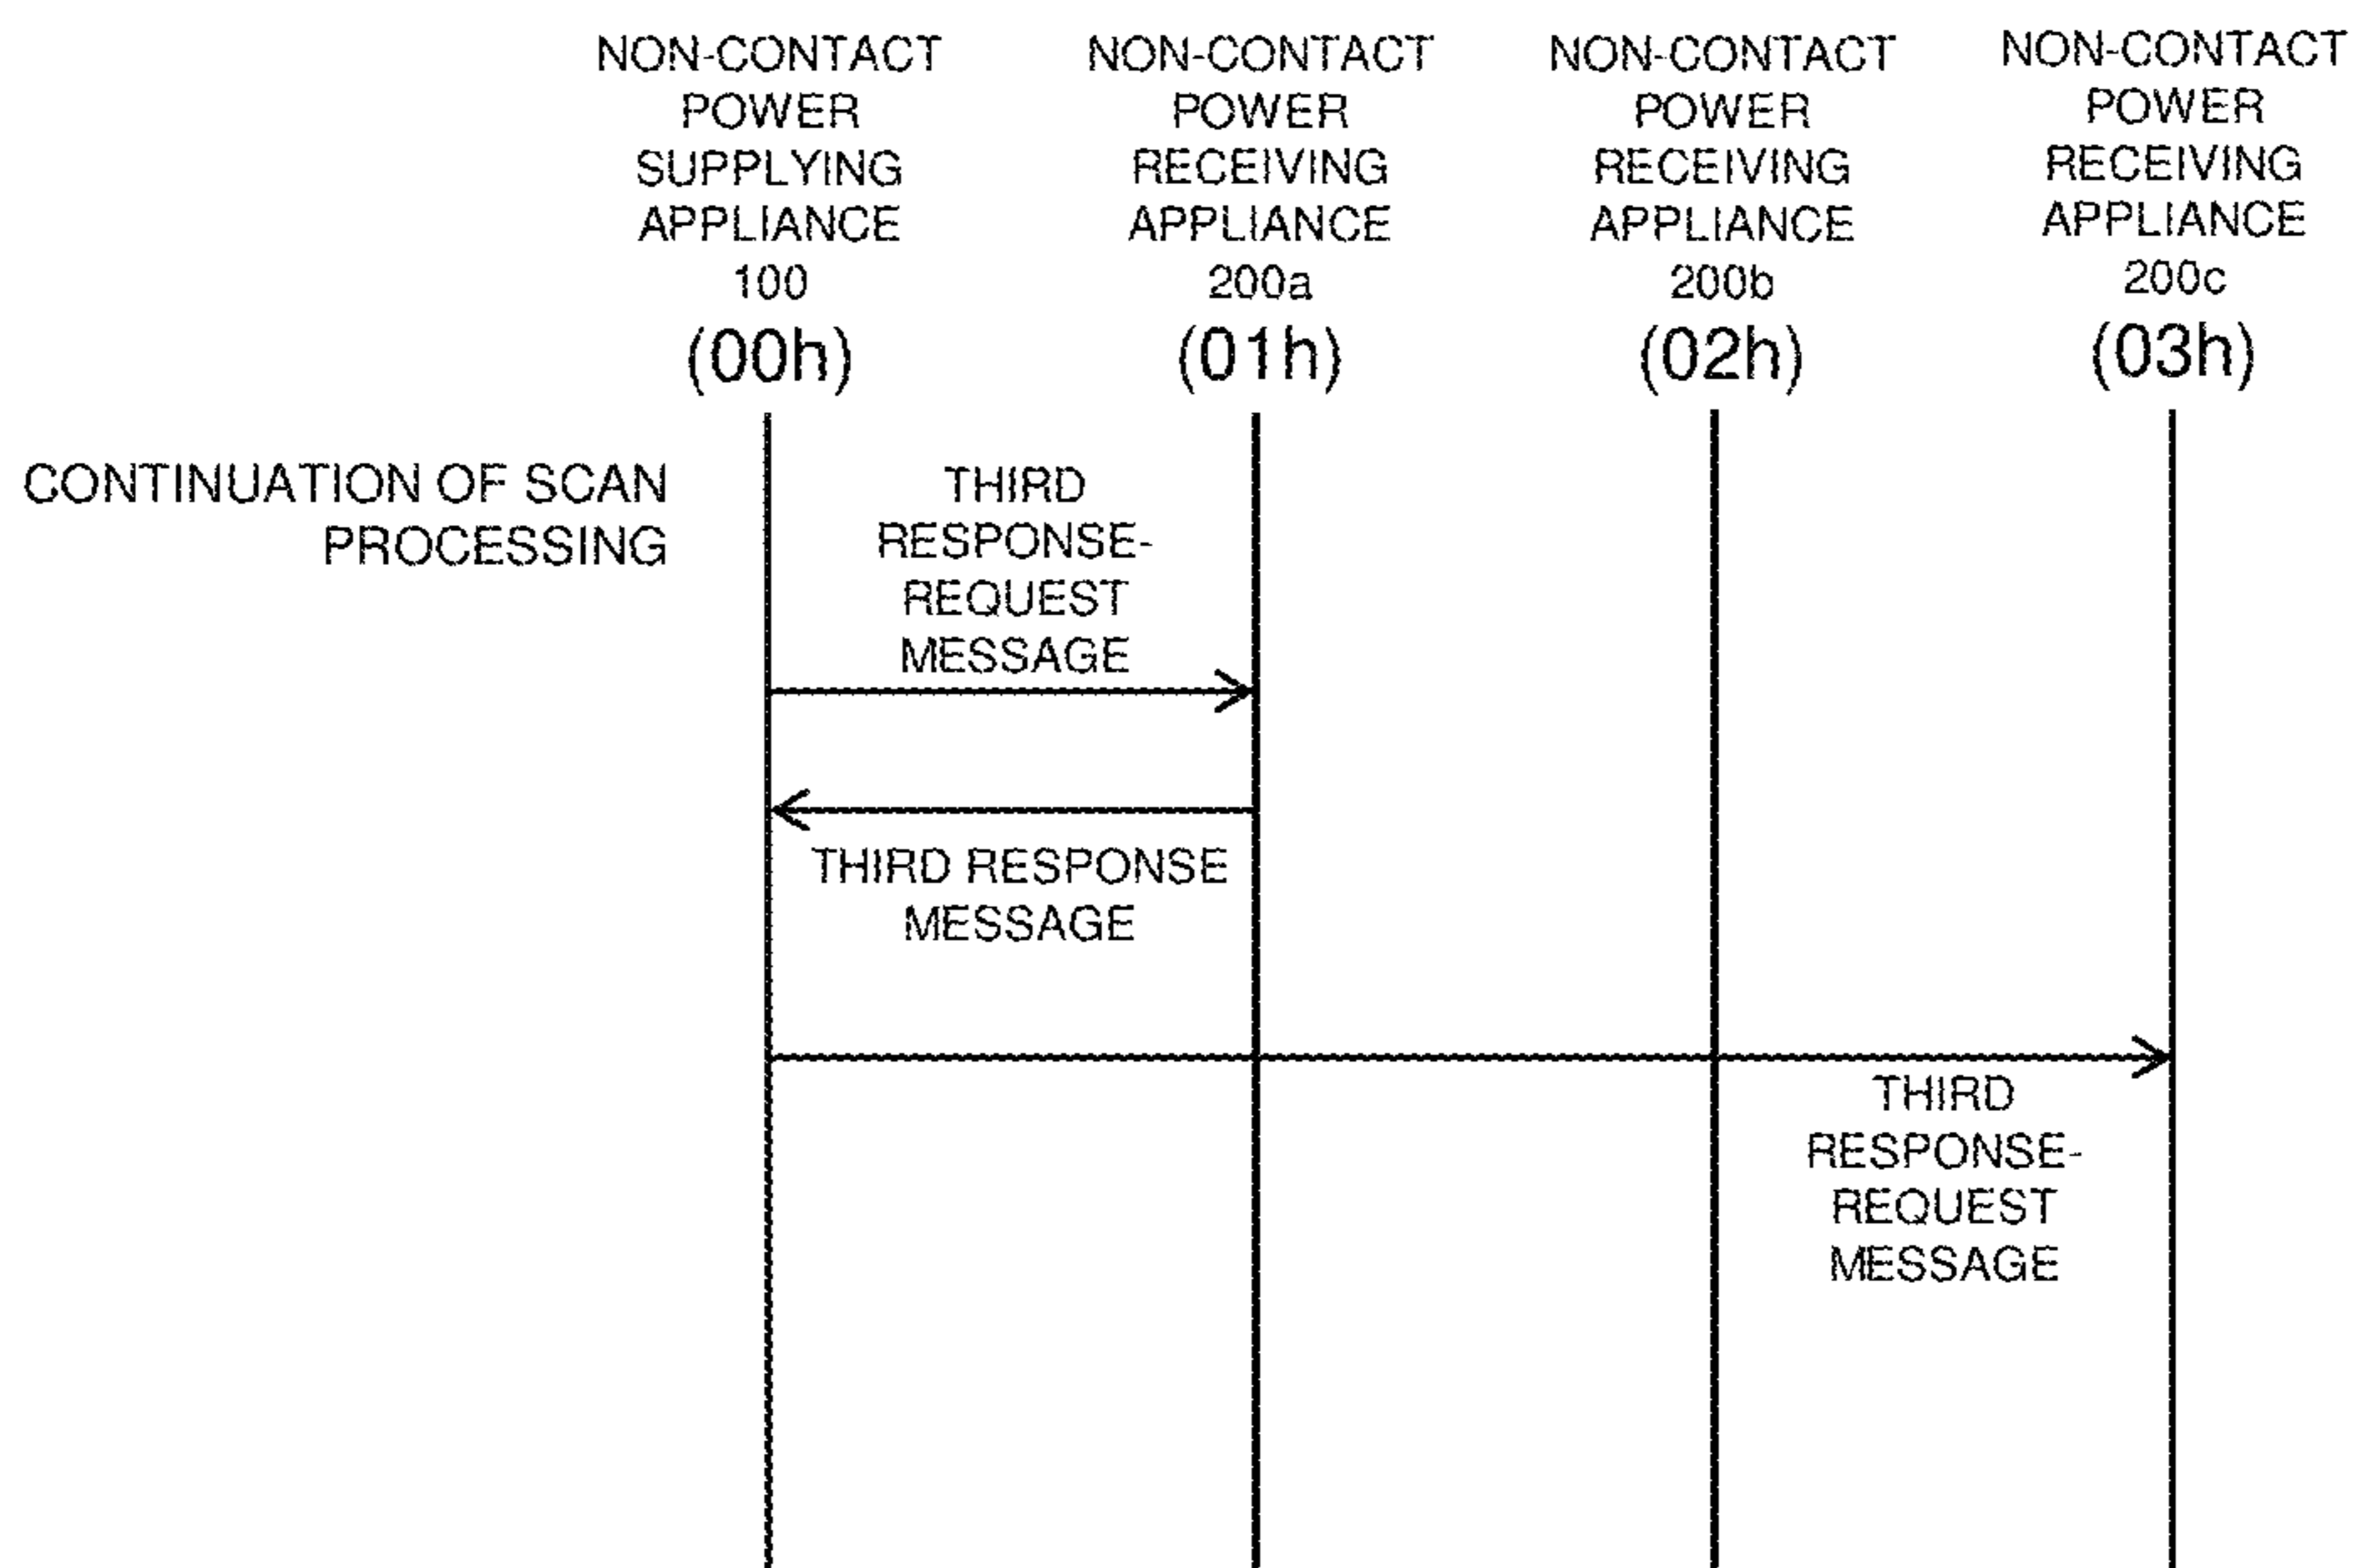 NON-CONTACT
POWER
SUPPLYING
APPLIANCE
100
(00h)
NON-CONTACT
POWER
RECEIVING
APPLIANCE
200a
(01h)
NON-CONTACT
POWER
RECEIVING
APPLIANCE
200b
(02h)
NON-CONTACT
POWER
RECEIVING
APPLIANCE
200c
(03h)
CONTINUATION OF SCAN
PROCESSING
THIRD
RESPONSE-
REQUEST
MESSAGE
THIRD RESPONSE
MESSAGE
THIRD
RESPONSE-
REQUEST
MESSAGE